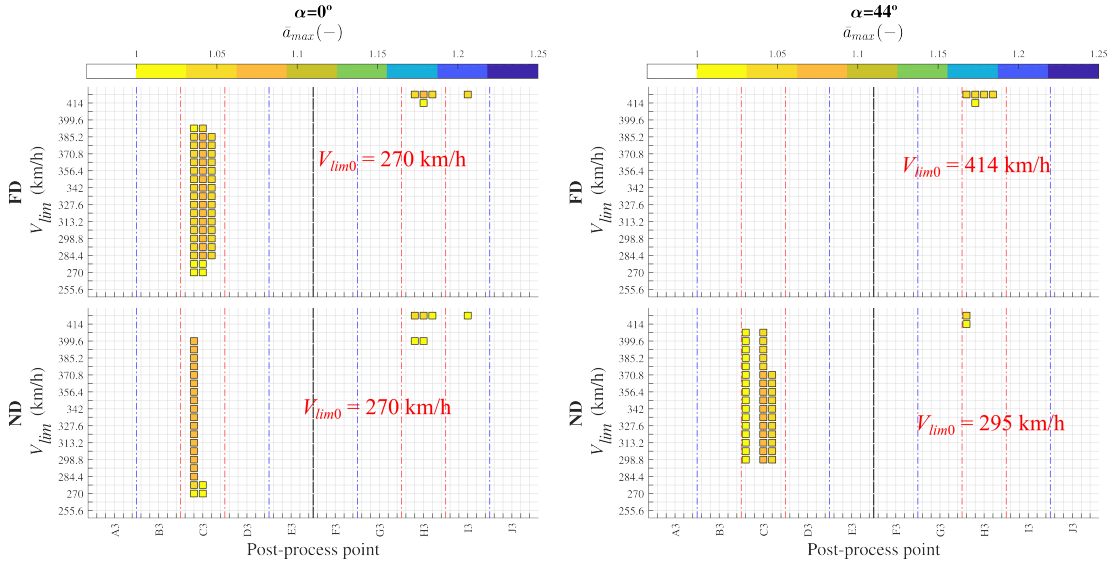 α=0º
ā_max(−)
1 1.05 1.1 1.15 1.2 1.25
414
399.6
385.2
370.8
356.4
342
327.6
313.2
298.8
284.4
270
255.6
FD
V_lim (km/h)
V_lim0 = 270 km/h
414
399.6
385.2
370.8
356.4
342
327.6
313.2
298.8
284.4
270
255.6
ND
V_lim (km/h)
V_lim0 = 270 km/h
A3 B3 C3 D3 E3 F3 G3 H3 I3 J3
Post-process point
α=44º
ā_max(−)
1 1.05 1.1 1.15 1.2 1.25
414
399.6
385.2
370.8
356.4
342
327.6
313.2
298.8
284.4
270
255.6
FD
V_lim (km/h)
V_lim0 = 414 km/h
414
399.6
385.2
370.8
356.4
342
327.6
313.2
298.8
284.4
270
255.6
ND
V_lim (km/h)
V_lim0 = 295 km/h
A3 B3 C3 D3 E3 F3 G3 H3 I3 J3
Post-process point